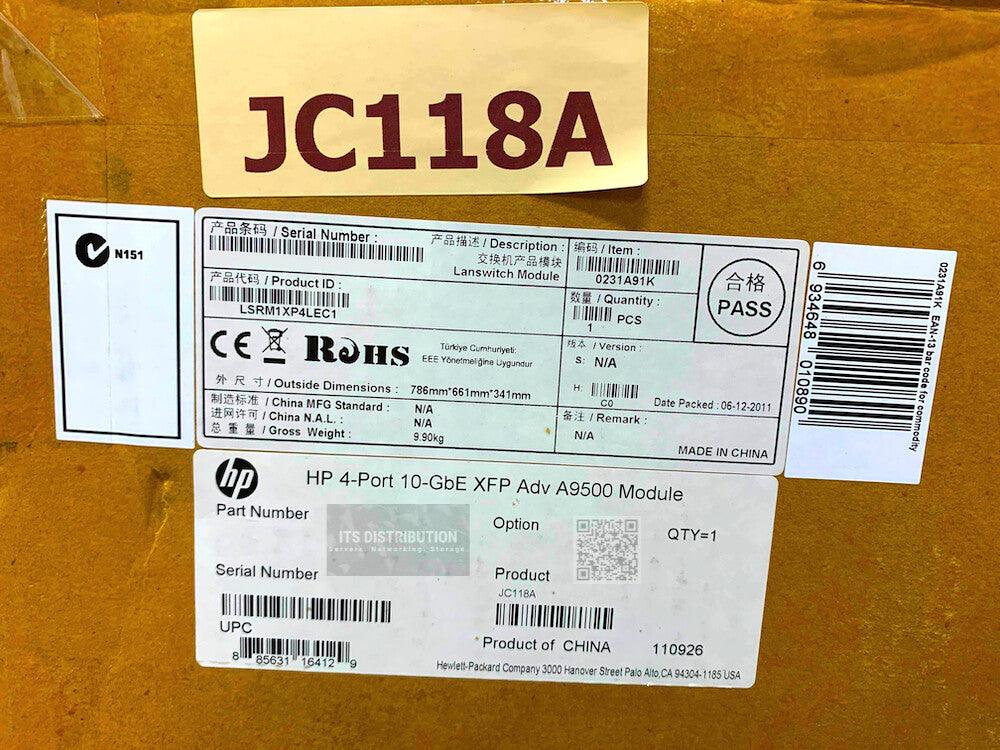 JC118A
N151
产品条码 / Serial Number :
产品描述 / Description :
交换机产品模块
Lanswitch Module
编码 / Item :
0231A91K
合格
PASS
产品代码 / Product ID :
LSRM1XP4LEC1
数量 / Quantity :
1 PCS
CE RoHS
Türkiye Cumhuriyeti:
EEE Yönetmeliğine Uygundur
版本 / Version :
S: N/A
H:
C0
Date Packed : 06-12-2011
外 形 尺 寸 / Outside Dimensions : 786mm*661mm*341mm
制造标准 / China MFG Standard : N/A
进网许可 / China N.A.L. : N/A
总 重 量 / Gross Weight : 9.90kg
备注 / Remark :
N/A
MADE IN CHINA
6 934648 010890
0231A91K EAN-13 bar code for commodity
hp
HP 4-Port 10-GbE XFP Adv A9500 Module
Part Number
ITS DISTRIBUTION
Servers. Networking. Storage.
Option
QTY=1
Serial Number
Product
JC118A
UPC
8 85631 16412 9
Product of CHINA 110926
Hewlett-Packard Company 3000 Hanover Street Palo Alto,CA 94304-1185 USA